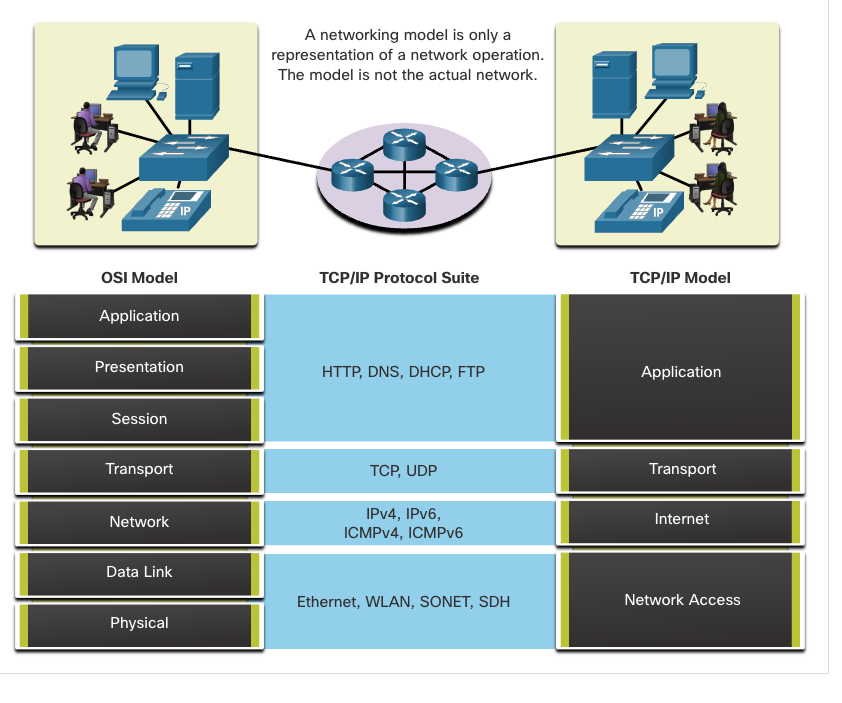 A networking model is only a
representation of a network operation.
The model is not the actual network.
IP
IP
OSI Model
TCP/IP Protocol Suite
TCP/IP Model
Application
Presentation
Session
Transport
Network
Data Link
Physical
HTTP, DNS, DHCP, FTP
TCP, UDP
IPv4, IPv6,
ICMPv4, ICMPv6
Ethernet, WLAN, SONET, SDH
Application
Transport
Internet
Network Access